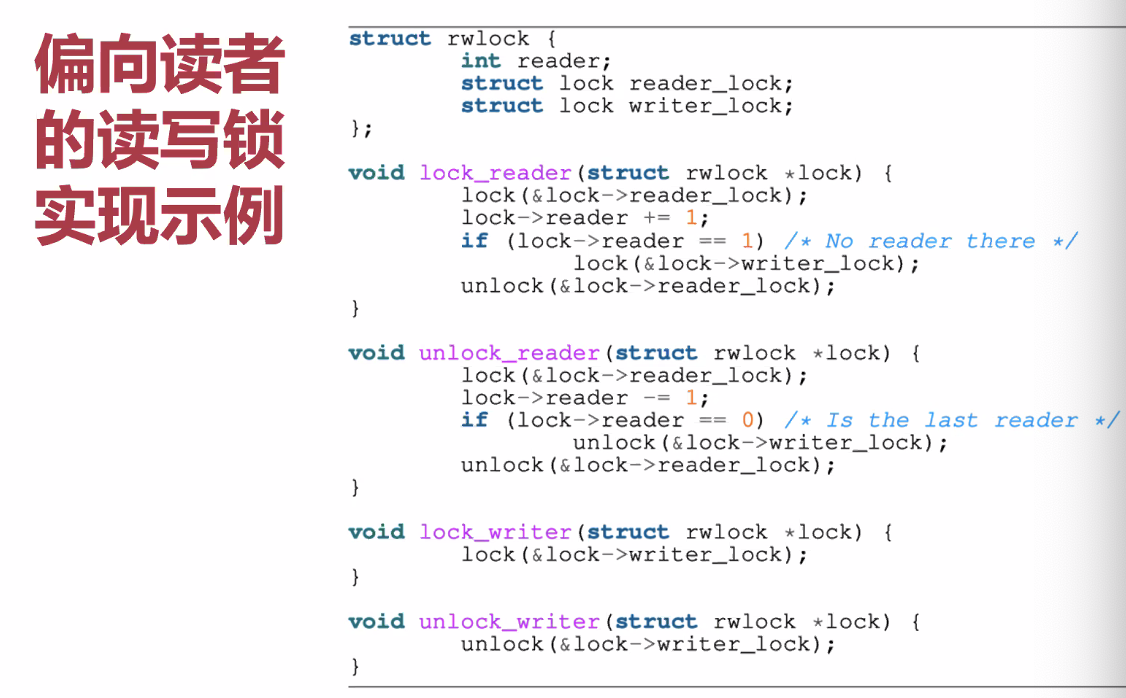 偏向读者
的读写锁
实现示例
struct rwlock {
        int reader;
        struct lock reader_lock;
        struct lock writer_lock;
};
void lock_reader(struct rwlock *lock) {
        lock(&lock->reader_lock);
        lock->reader += 1;
        if (lock->reader == 1) /* No reader there */
                lock(&lock->writer_lock);
        unlock(&lock->reader_lock);
}
void unlock_reader(struct rwlock *lock) {
        lock(&lock->reader_lock);
        lock->reader -= 1;
        if (lock->reader == 0) /* Is the last reader */
                unlock(&lock->writer_lock);
        unlock(&lock->reader_lock);
}
void lock_writer(struct rwlock *lock) {
        lock(&lock->writer_lock);
}
void unlock_writer(struct rwlock *lock) {
        unlock(&lock->writer_lock);
}